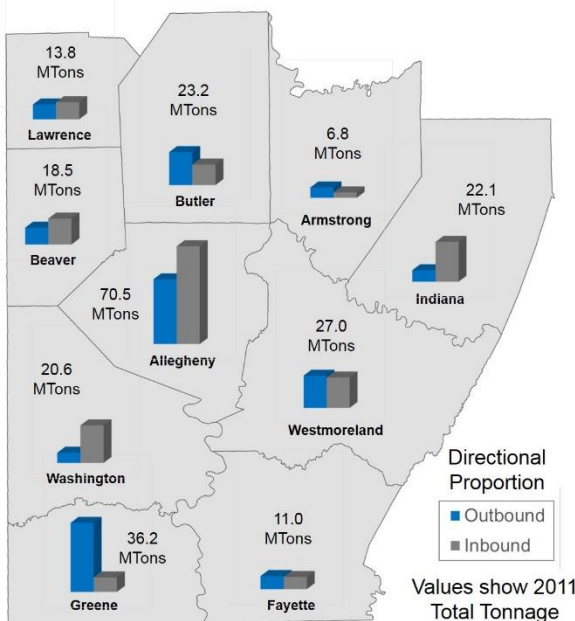 13.8
MTons
Lawrence
23.2
MTons
Butler
6.8
MTons
Armstrong
22.1
MTons
Indiana
18.5
MTons
Beaver
70.5
MTons
Allegheny
27.0
MTons
Westmoreland
20.6
MTons
Washington
36.2
MTons
Greene
11.0
MTons
Fayette
Directional
Proportion
Outbound
Inbound
Values show 2011
Total Tonnage